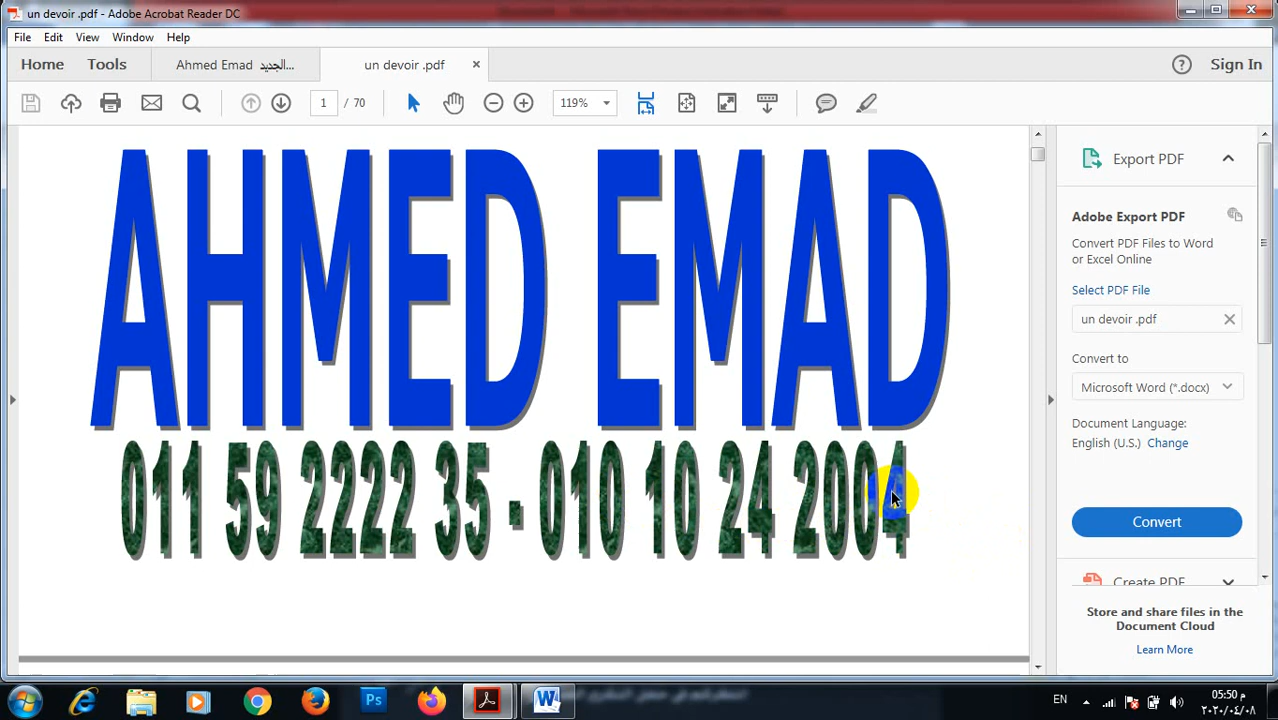 un devoir .pdf - Adobe Acrobat Reader DC
File Edit View Window Help
Home Tools Ahmed Emad الجديد... un devoir .pdf Sign In
1 / 70 119%
AHMED EMAD
011 59 2222 35 - 010 10 24 2004
Export PDF
Adobe Export PDF
Convert PDF Files to Word
or Excel Online
Select PDF File
un devoir .pdf
Convert to
Microsoft Word (*.docx)
Document Language:
English (U.S.) Change
Convert
Create PDF
Store and share files in the
Document Cloud
Learn More
EN
05:50 م
٢٠٢٠/٠٤/٠٨